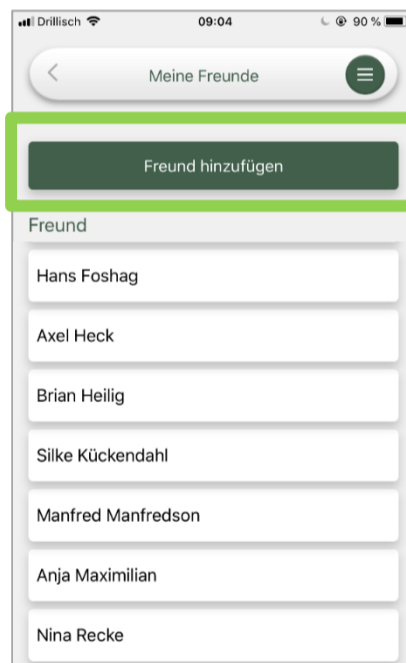 Drillisch 09:04 90 %
Meine Freunde
Freund hinzufügen
Freund
Hans Foshag
Axel Heck
Brian Heilig
Silke Kückendahl
Manfred Manfredson
Anja Maximilian
Nina Recke